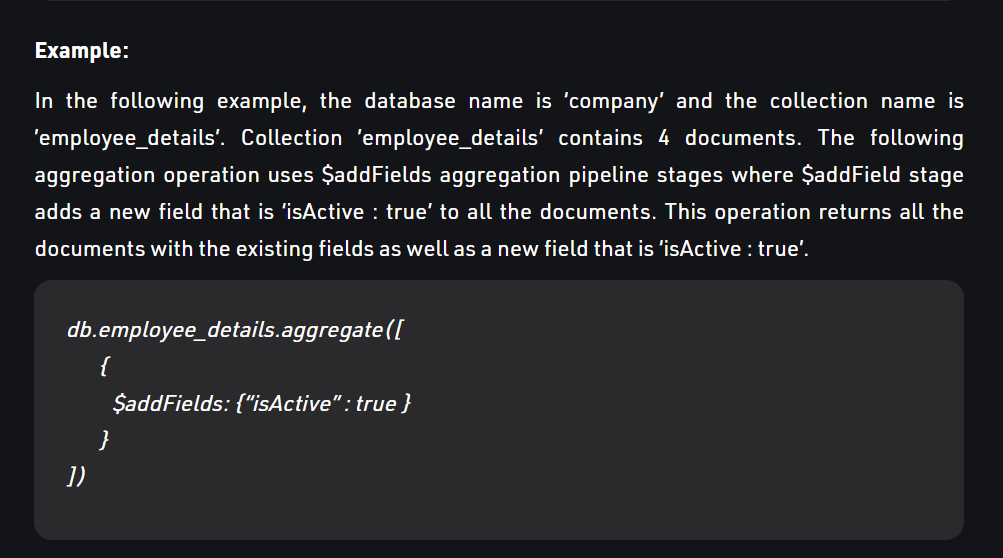 Example:
In the following example, the database name is ‘company’ and the collection name is
’employee_details’. Collection ’employee_details’ contains 4 documents. The following
aggregation operation uses $addFields aggregation pipeline stages where $addField stage
adds a new field that is ‘isActive : true’ to all the documents. This operation returns all the
documents with the existing fields as well as a new field that is ‘isActive : true’.
db.employee_details.aggregate([
{
$addFields: {“isActive” : true }
}
])